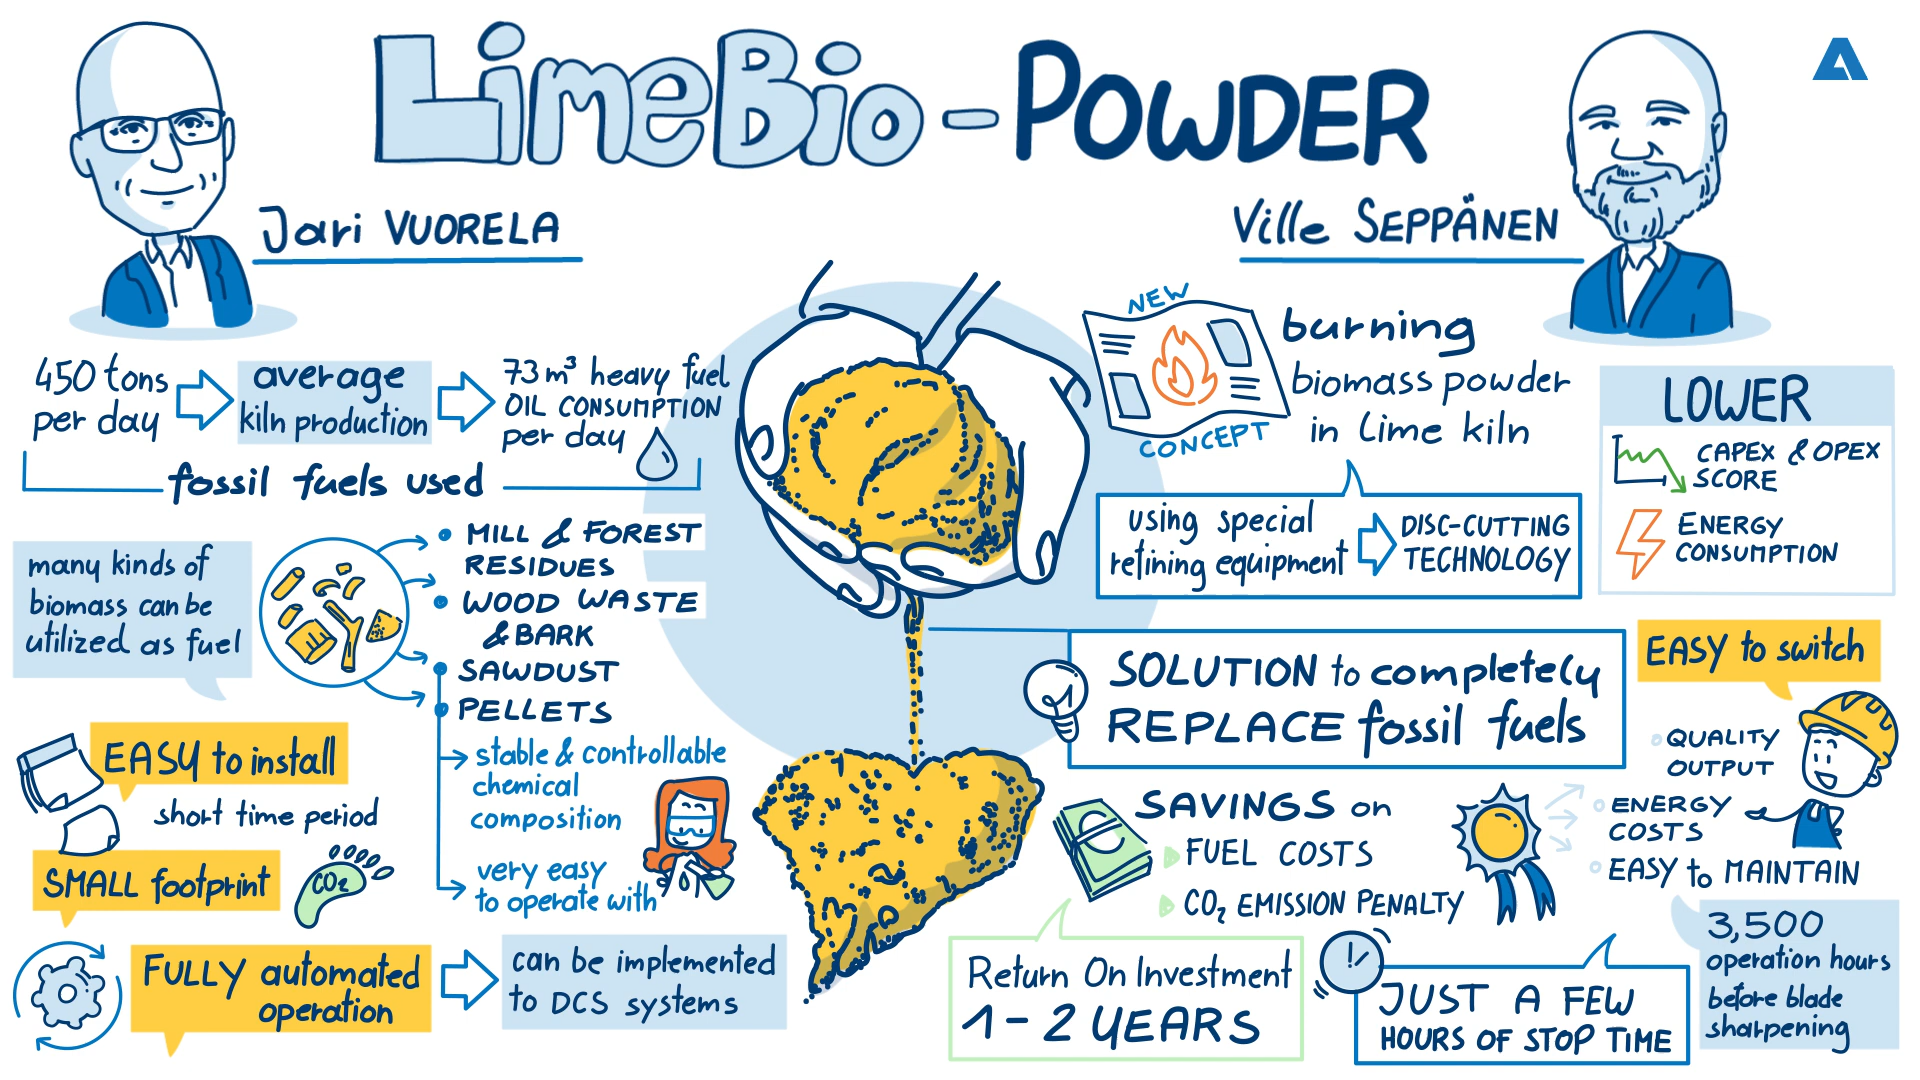 LimeBio - POWDER
Jari VUORELA
Ville SEPPÄNEN
450 tons
per day
average
kiln production
73 m³ heavy fuel
OIL CONSUMPTION
per day
fossil fuels used
many kinds of
biomass can be
utilized as fuel
MILL & FOREST
RESIDUES
WOOD WASTE
& BARK
SAWDUST
PELLETS
stable & controllable
chemical
composition
very easy
to operate with
EASY to install
short time period
SMALL footprint
CO₂
FULLY automated
operation
can be implemented
to DCS systems
NEW
CONCEPT
burning
biomass powder
in lime kiln
using special
refining equipment
DISC-CUTTING
TECHNOLOGY
LOWER
CAPEX & OPEX
SCORE
ENERGY
CONSUMPTION
SOLUTION to completely
REPLACE fossil fuels
SAVINGS on
FUEL COSTS
CO₂ EMISSION PENALTY
Return On Investment
1-2 YEARS
EASY to switch
QUALITY
OUTPUT
ENERGY
COSTS
EASY to MAINTAIN
3,500
operation hours
before blade
sharpening
JUST A FEW
HOURS OF STOP TIME